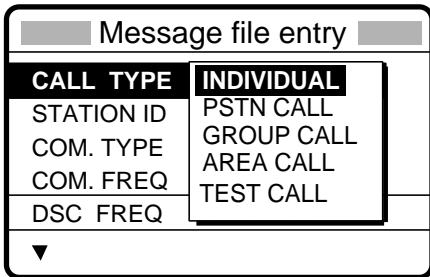 Message file entry
CALL TYPE
STATION ID
COM. TYPE
COM. FREQ
DSC FREQ
▼
INDIVIDUAL
PSTN CALL
GROUP CALL
AREA CALL
TEST CALL